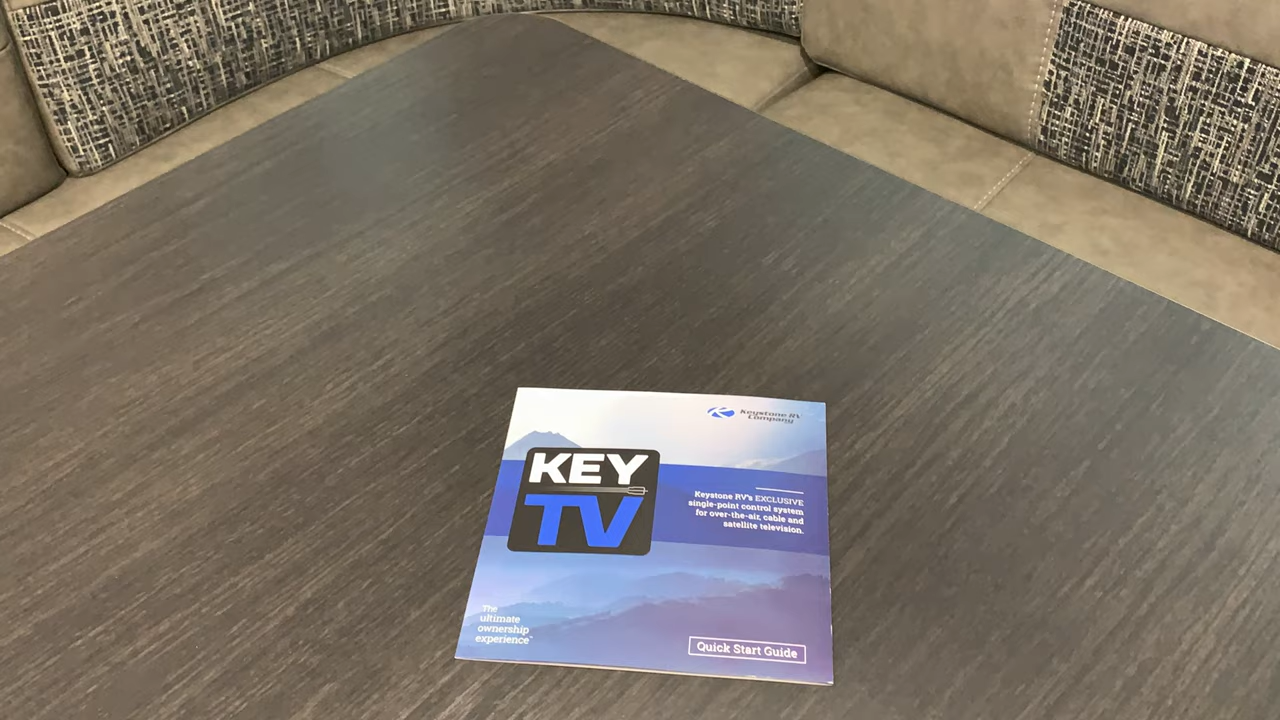 Keystone RV
Company
KEY
TV
Keystone RV's EXCLUSIVE
single-point control system
for over-the-air, cable and
satellite television.
The
ultimate
ownership
experience™
Quick Start Guide